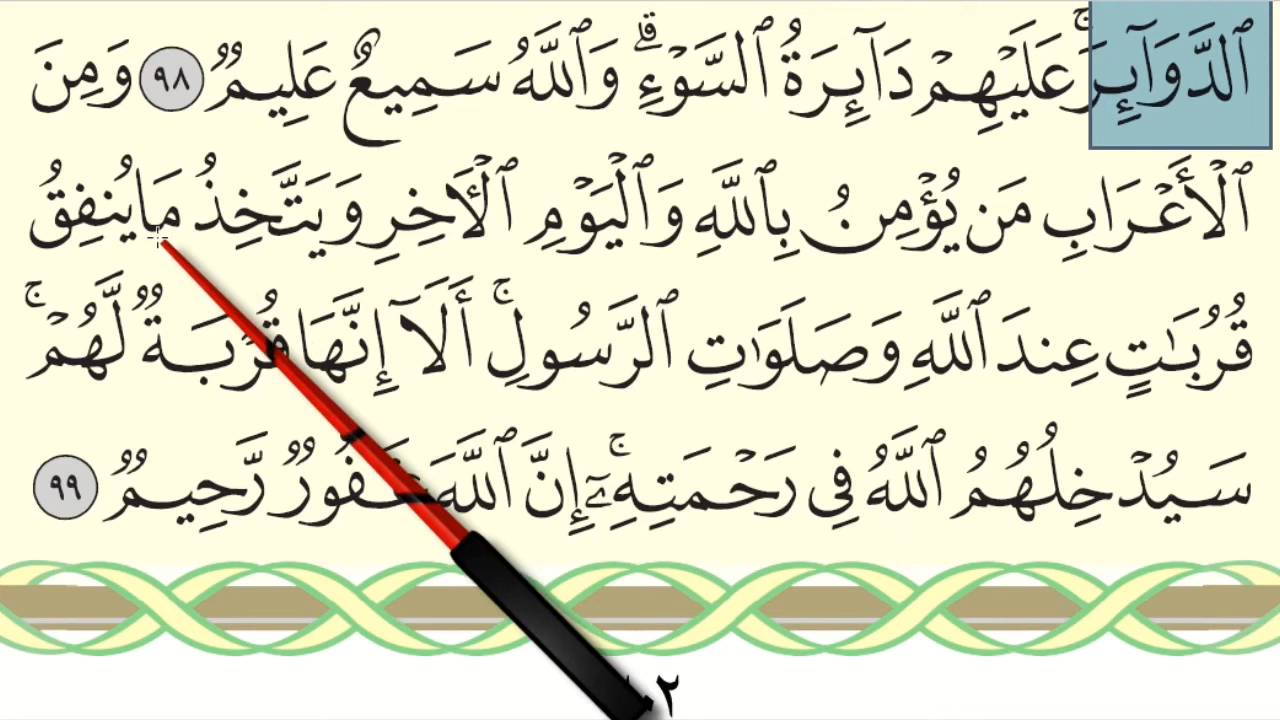 ٱلدَّوَآئِرَۚ عَلَيْهِمْ دَآئِرَةُ ٱلسَّوْءِۗ وَٱللَّهُ سَمِيعٌ عَلِيمٌ ٩٨ وَمِنَ
ٱلْأَعْرَابِ مَن يُؤْمِنُ بِٱللَّهِ وَٱلْيَوْمِ ٱلْأَخِرِ وَيَتَّخِذُ مَا يُنفِقُ
قُرُبَٰتٍ عِندَ ٱللَّهِ وَصَلَوَٰتِ ٱلرَّسُولِۚ أَلَآ إِنَّهَا قُرْبَةٌ لَّهُمْۚ
سَيُدْخِلُهُمُ ٱللَّهُ فِى رَحْمَتِهِۦٓۚ إِنَّ ٱللَّهَ غَفُورٌ رَّحِيمٌ ٩٩